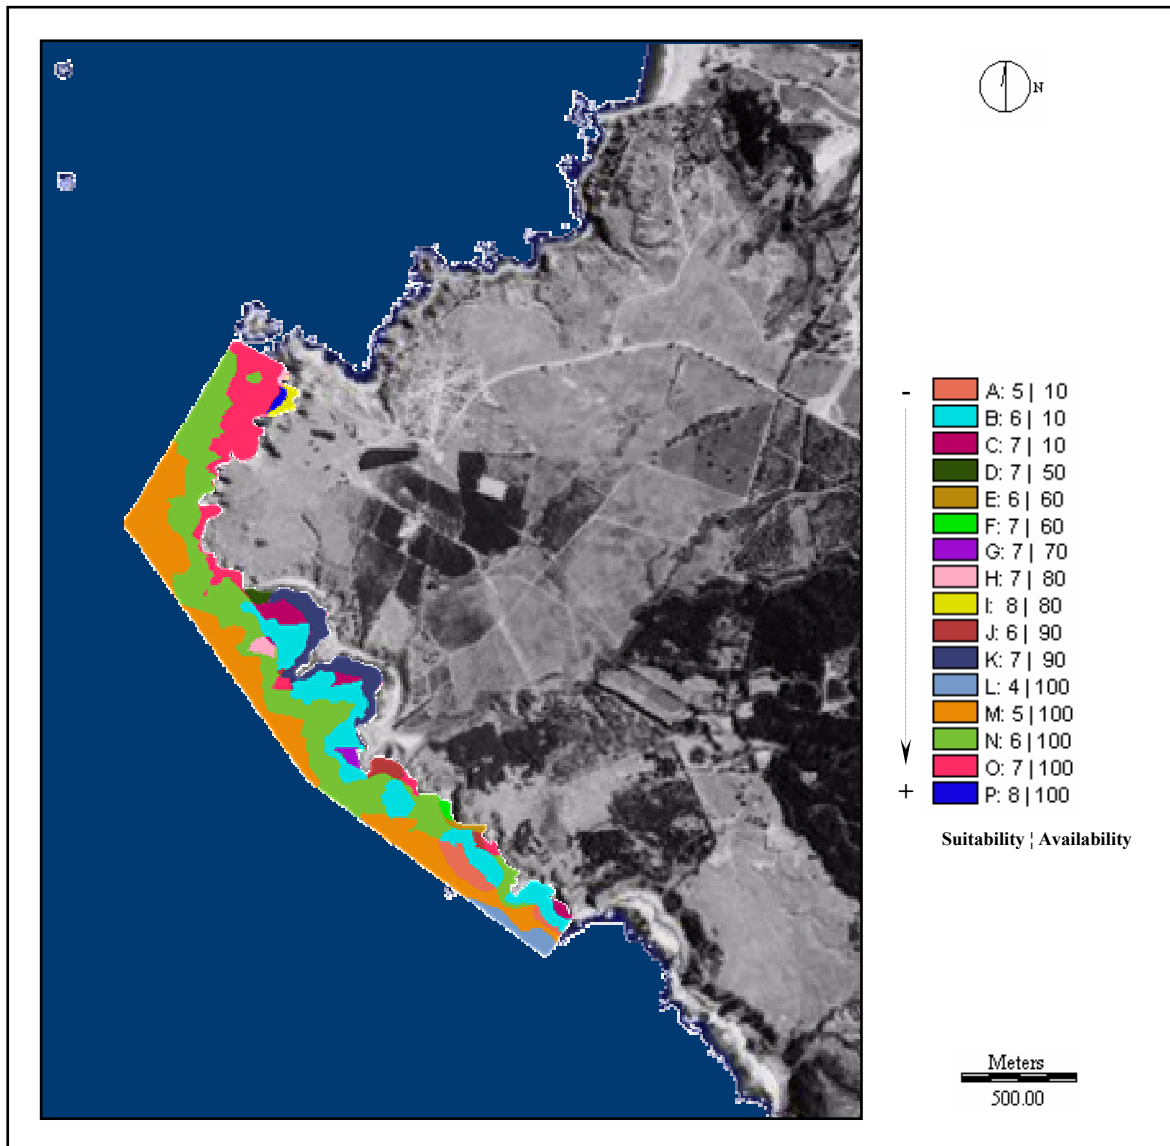 N
-
A: 5 | 10
B: 6 | 10
C: 7 | 10
D: 7 | 50
E: 6 | 60
F: 7 | 60
G: 7 | 70
H: 7 | 80
I: 8 | 80
J: 6 | 90
K: 7 | 90
L: 4 | 100
M: 5 | 100
N: 6 | 100
O: 7 | 100
P: 8 | 100
+
Suitability ¦ Availability
Meters
500.00